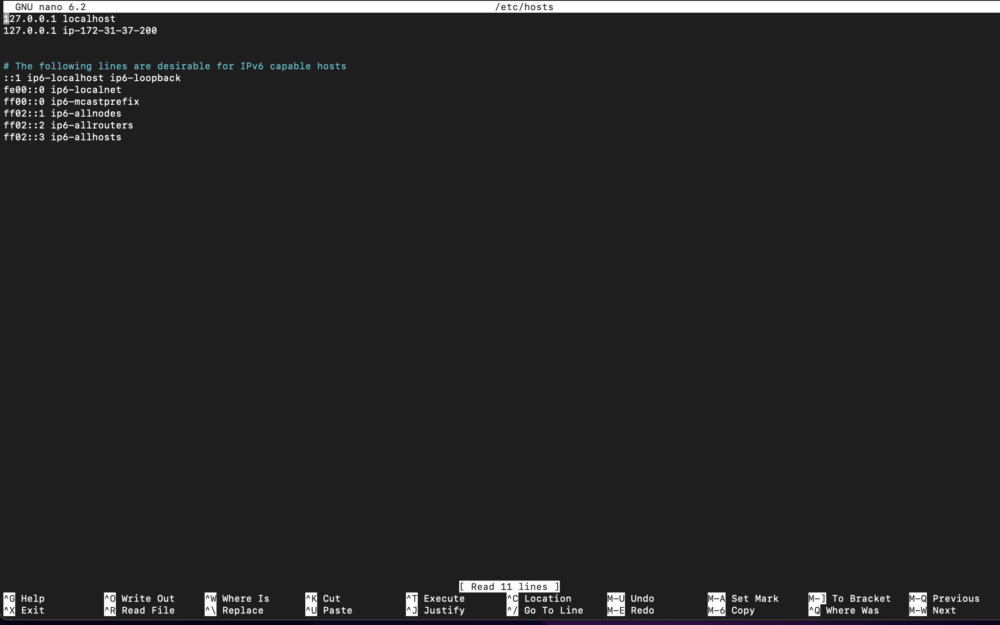 GNU nano 6.2 /etc/hosts
127.0.0.1 localhost
127.0.0.1 ip-172-31-37-200
# The following lines are desirable for IPv6 capable hosts
::1 ip6-localhost ip6-loopback
fe00::0 ip6-localnet
ff00::0 ip6-mcastprefix
ff02::1 ip6-allnodes
ff02::2 ip6-allrouters
ff02::3 ip6-allhosts
[ Read 11 lines ]
^G Help ^O Write Out ^W Where Is ^K Cut ^T Execute ^C Location M-U Undo M-A Set Mark M-] To Bracket M-Q Previous
^X Exit ^R Read File ^\ Replace ^U Paste ^J Justify ^/ Go To Line M-E Redo M-6 Copy ^Q Where Was M-W Next